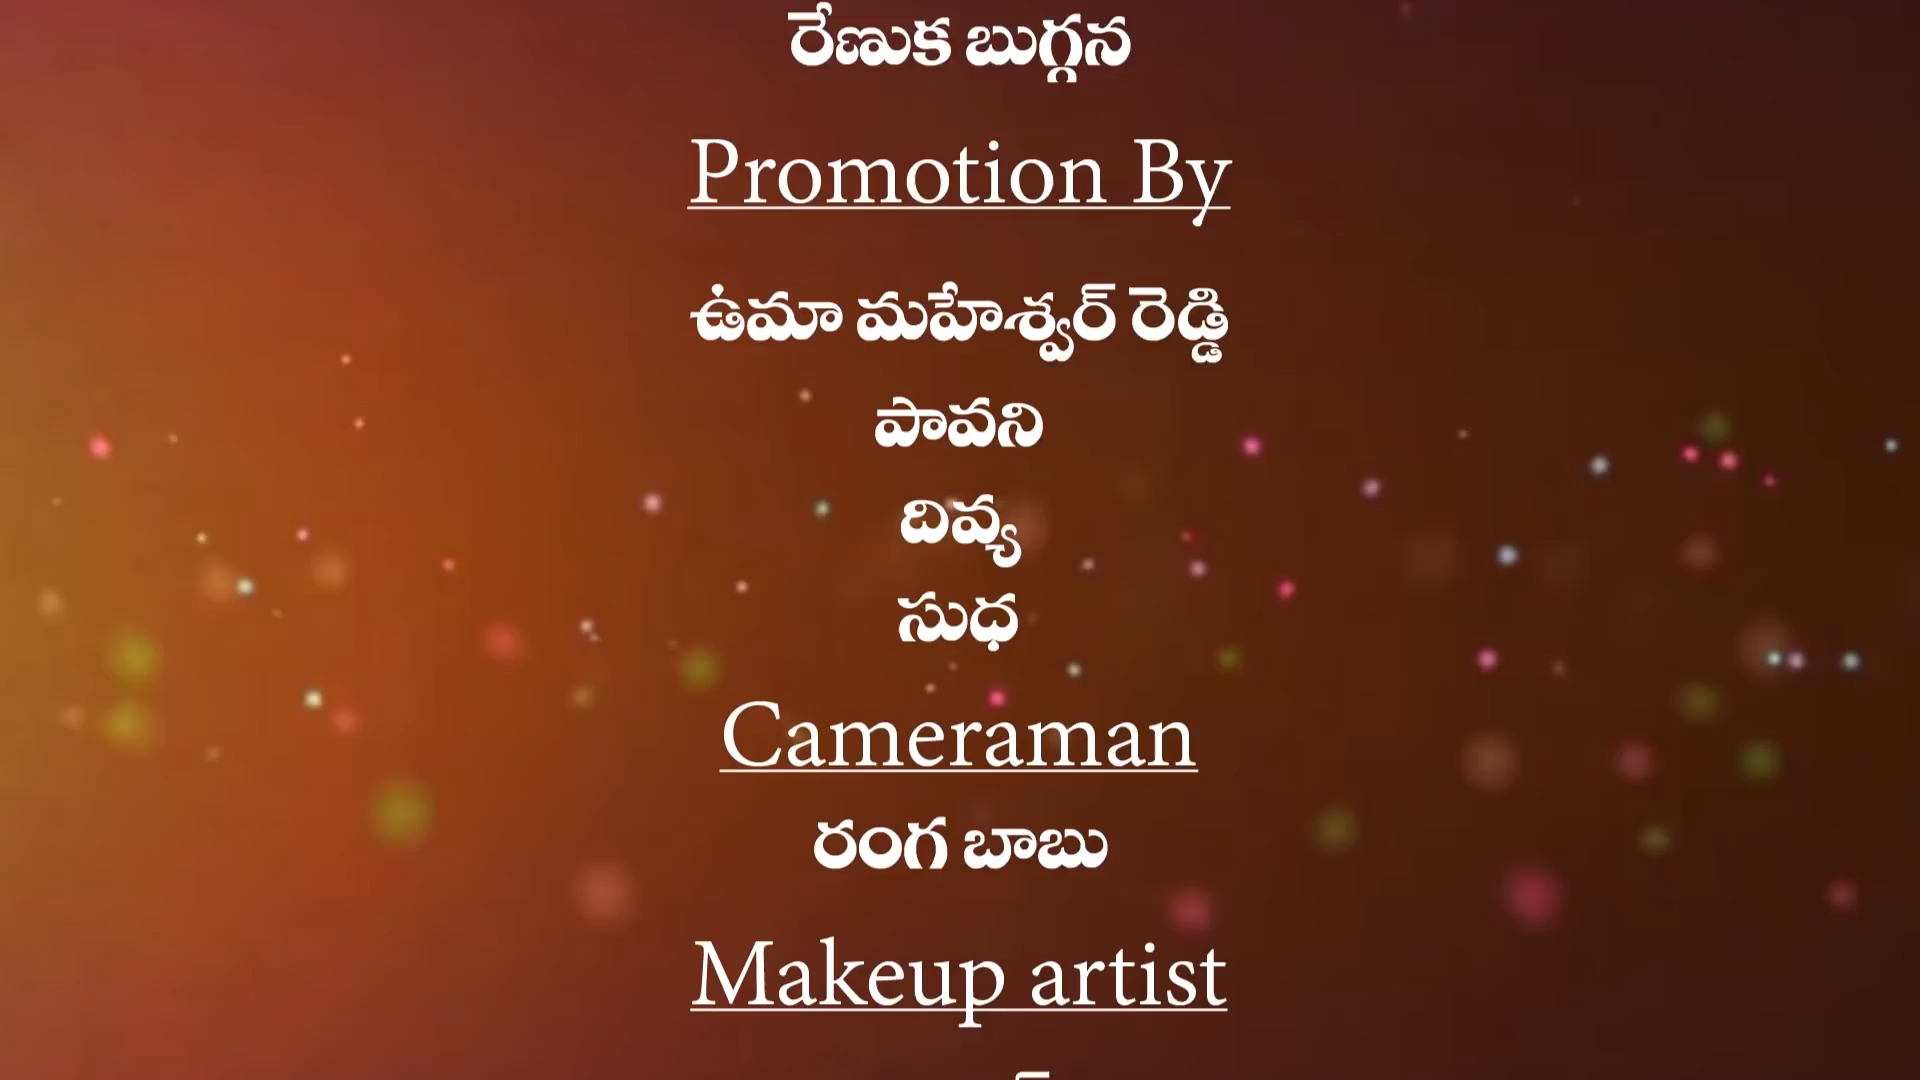 రేణుక బుగ్గన
Promotion By
ఉమా మహేశ్వర్ రెడ్డి
పావని
దివ్య
సుధ
Cameraman
రంగ బాబు
Makeup artist